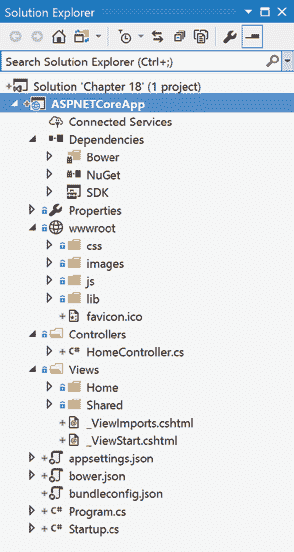 Solution Explorer
Search Solution Explorer (Ctrl+;)
Solution 'Chapter 18' (1 project)
ASPNETCoreApp
Connected Services
Dependencies
Bower
NuGet
SDK
Properties
wwwroot
css
images
js
lib
favicon.ico
Controllers
C# HomeController.cs
Views
Home
Shared
_ViewImports.cshtml
_ViewStart.cshtml
appsettings.json
bower.json
bundleconfig.json
C# Program.cs
C# Startup.cs